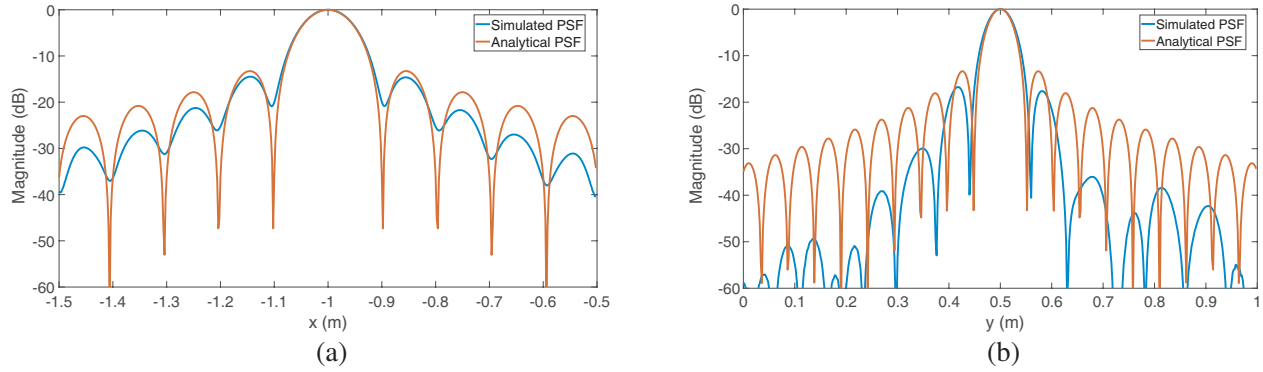 0
-10
-20
-30
-40
-50
-60
Magnitude (dB)
-1.5 -1.4 -1.3 -1.2 -1.1 -1 -0.9 -0.8 -0.7 -0.6 -0.5
x (m)
Simulated PSF
Analytical PSF
(a)
0
-10
-20
-30
-40
-50
-60
Magnitude (dB)
0 0.1 0.2 0.3 0.4 0.5 0.6 0.7 0.8 0.9 1
y (m)
Simulated PSF
Analytical PSF
(b)